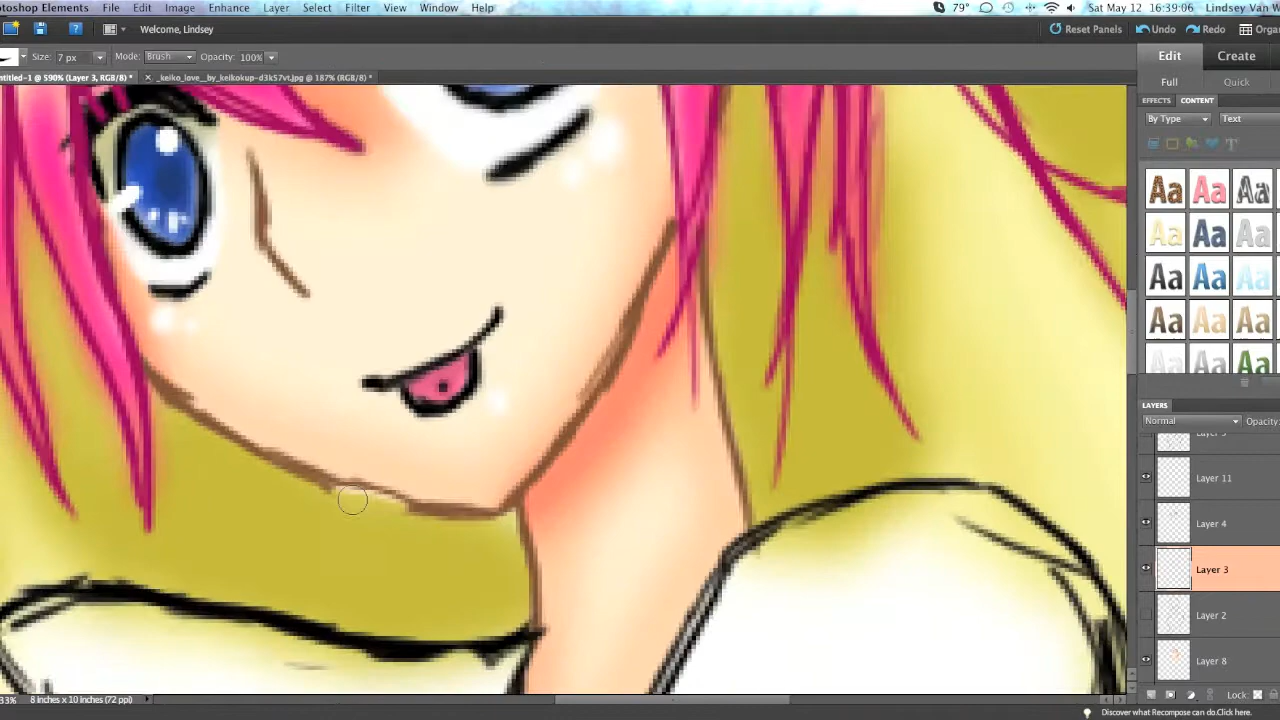 otoshop Elements File Edit Image Enhance Layer Select Filter View Window Help 79° Sat May 12 16:39:06 Lindsey Van W
Welcome, Lindsey Reset Panels Undo Redo Organ
Size: 7 px Mode: Brush Opacity: 100% Edit Create
ntitled-1 @ 590% (Layer 3, RGB/8) * _keiko_love__by_keikokup-d3k57vt.jpg @ 187% (RGB/8) * Full Quick
EFFECTS CONTENT
By Type Text
Aa Aa Aa
Aa Aa Aa
Aa Aa Aa
Aa Aa Aa
Aa Aa Aa
LAYERS
Normal Opacity:
Layer 11
Layer 4
Layer 3
Layer 2
Layer 8
33% 8 inches x 10 inches (72 ppi) Lock:
Discover what Recompose can do.Click here.